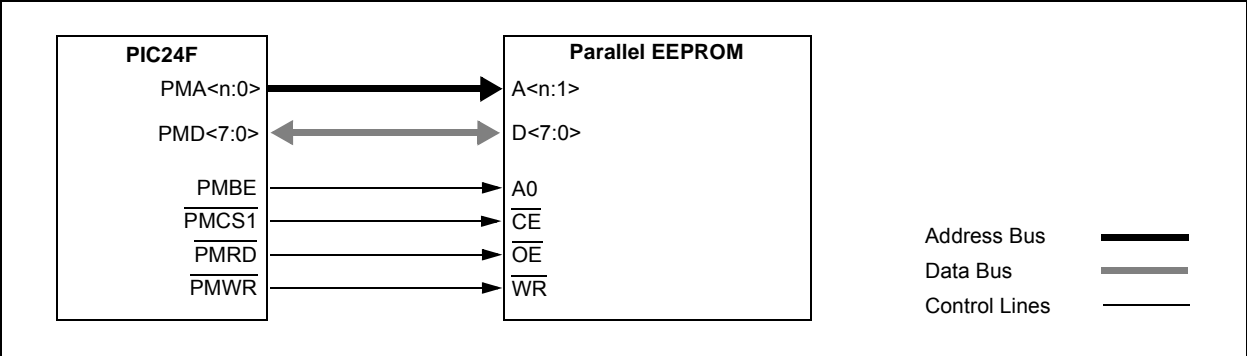 PIC24F
PMA<n:0>
PMD<7:0>
PMBE
PMCS1
PMRD
PMWR
Parallel EEPROM
A<n:1>
D<7:0>
A0
CE
OE
WR
Address Bus
Data Bus
Control Lines